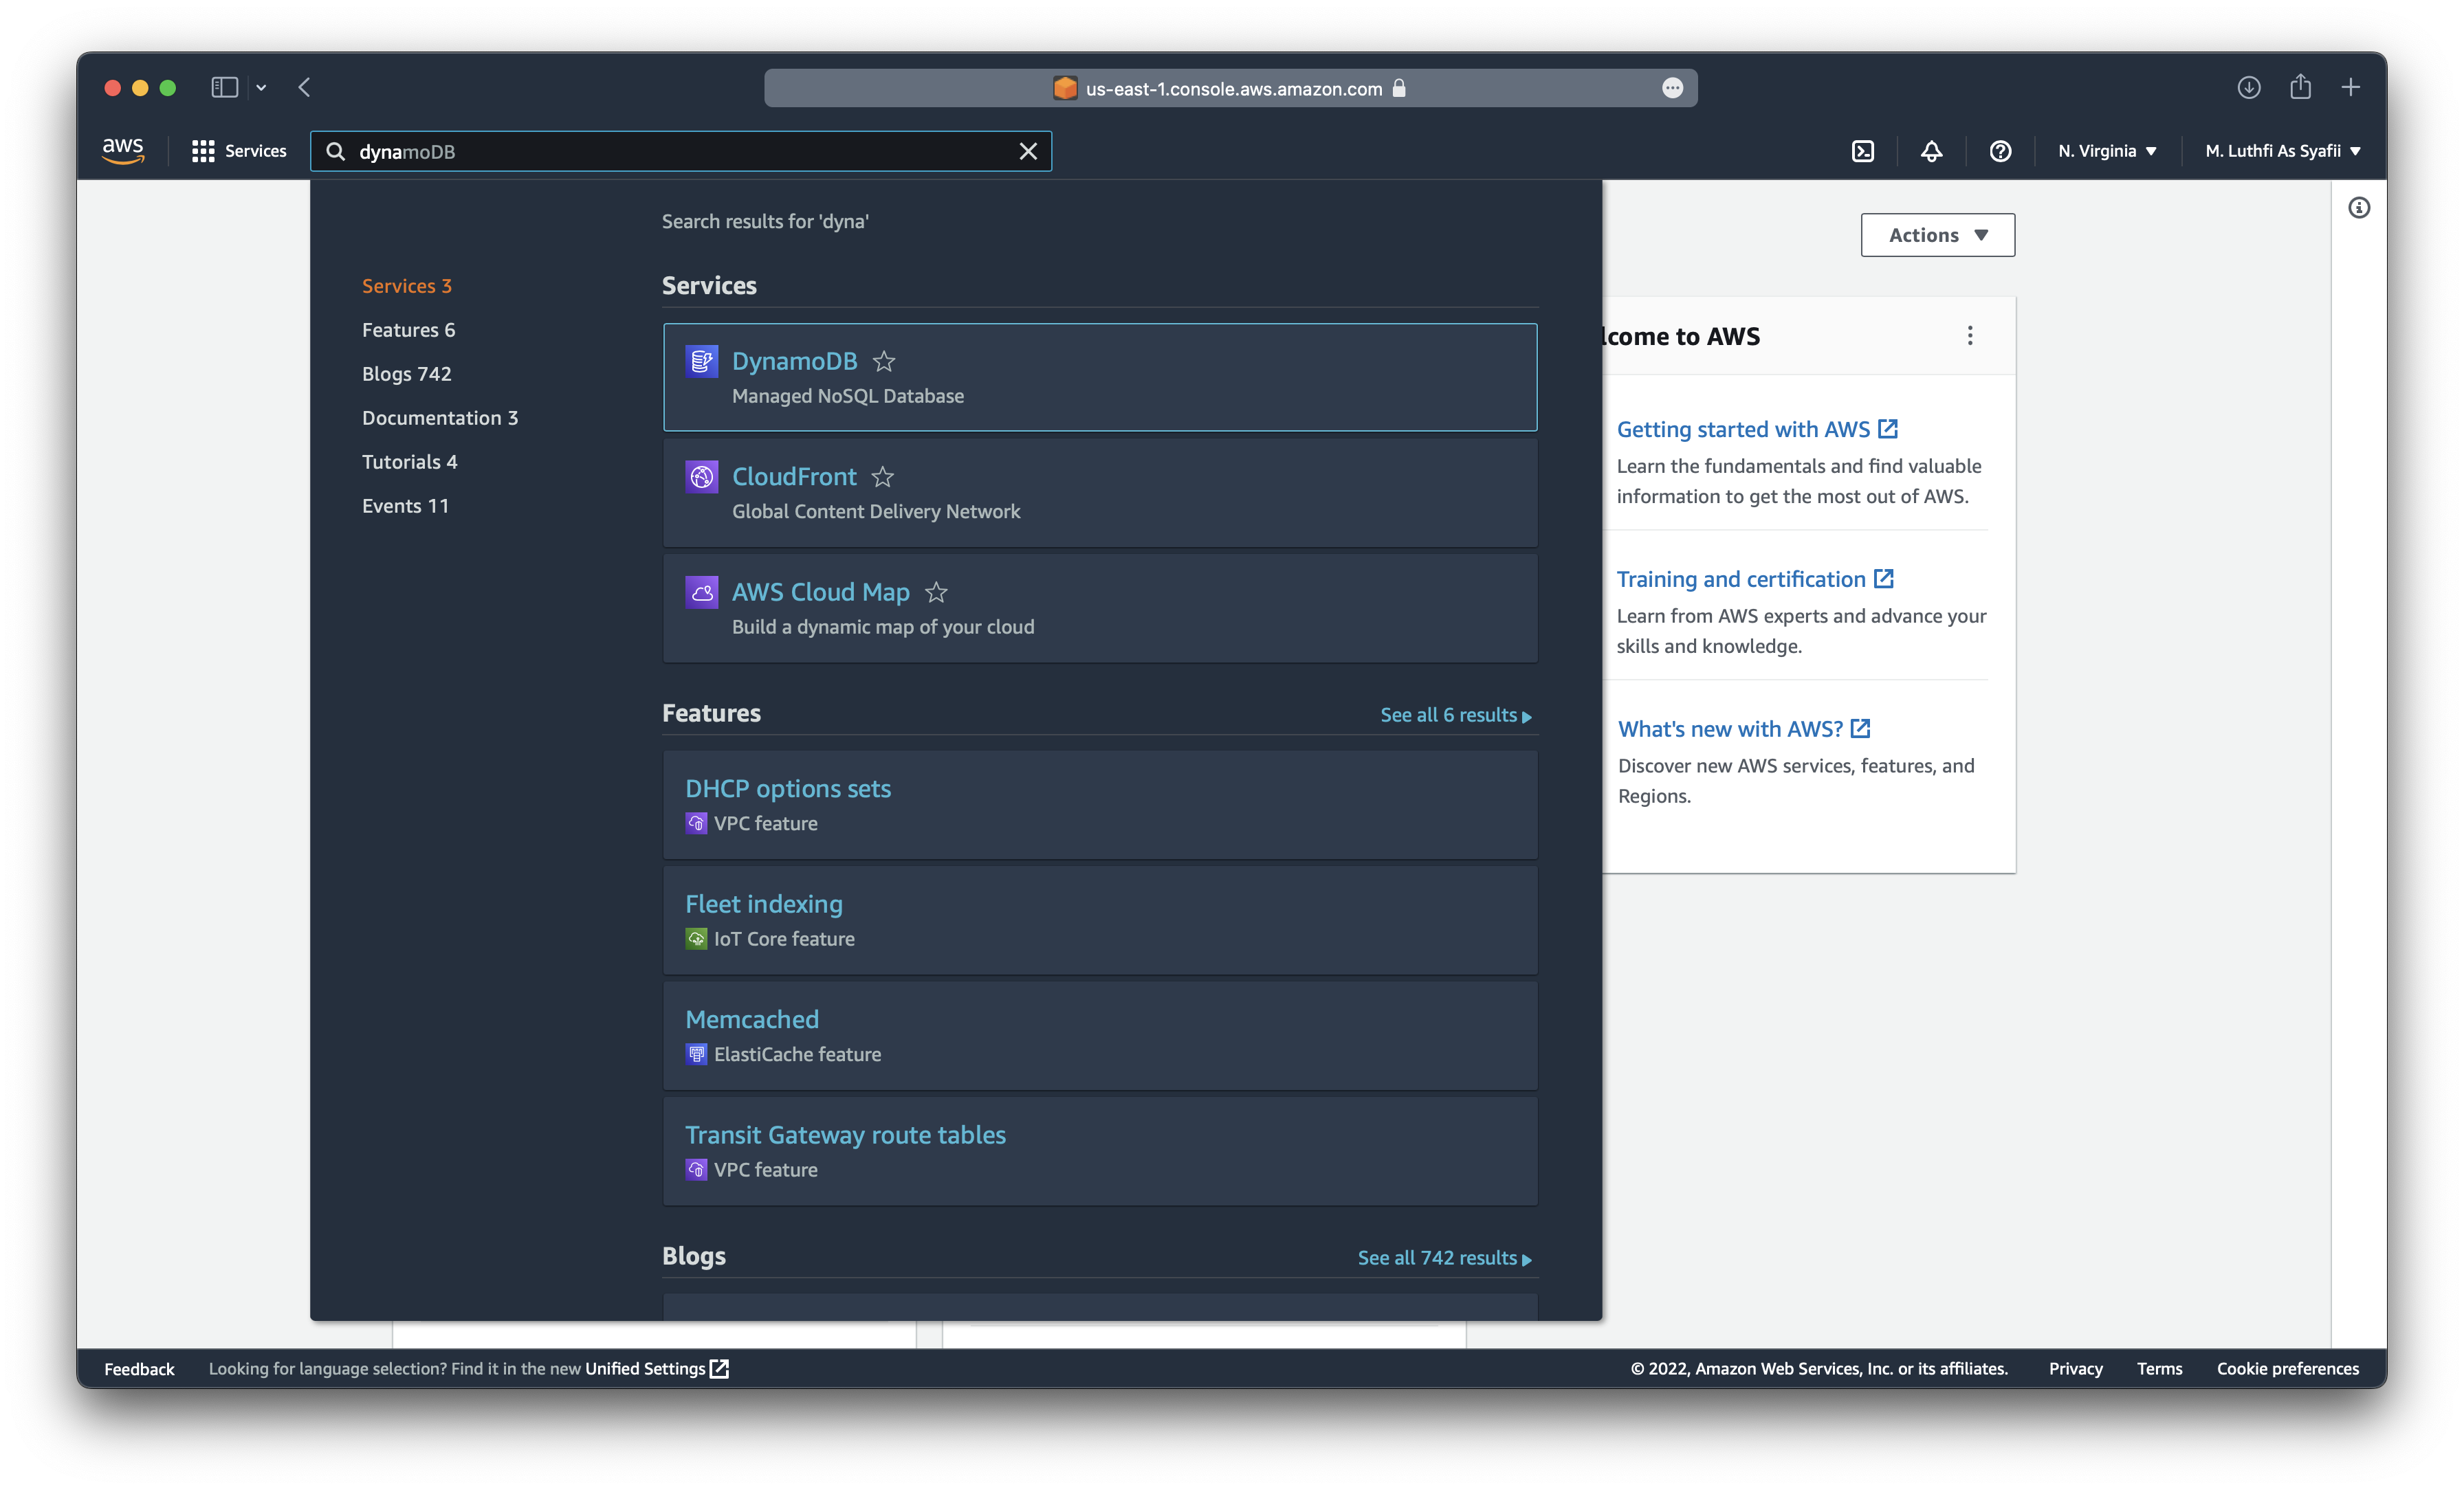 us-east-1.console.aws.amazon.com
aws
Services
dynamoDB
N. Virginia
M. Luthfi As Syafii
Search results for 'dyna'
Services 3
Features 6
Blogs 742
Documentation 3
Tutorials 4
Events 11
Services
DynamoDB
Managed NoSQL Database
CloudFront
Global Content Delivery Network
AWS Cloud Map
Build a dynamic map of your cloud
Features
See all 6 results
DHCP options sets
VPC feature
Fleet indexing
IoT Core feature
Memcached
ElastiCache feature
Transit Gateway route tables
VPC feature
Blogs
See all 742 results
Actions
lcome to AWS
Getting started with AWS
Learn the fundamentals and find valuable
information to get the most out of AWS.
Training and certification
Learn from AWS experts and advance your
skills and knowledge.
What's new with AWS?
Discover new AWS services, features, and
Regions.
Feedback
Looking for language selection? Find it in the new Unified Settings
© 2022, Amazon Web Services, Inc. or its affiliates.
Privacy
Terms
Cookie preferences